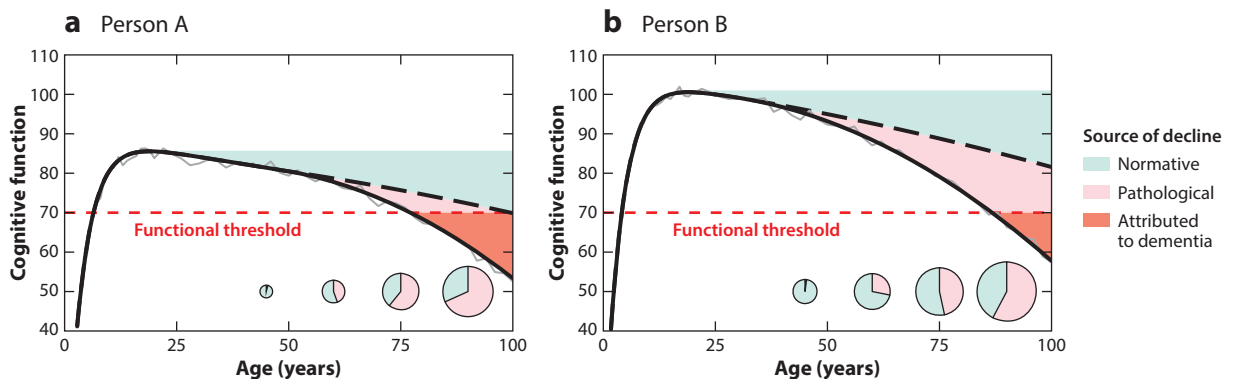 a Person A
110
100
90
80
70
60
50
40
Cognitive function
Functional threshold
0 25 50 75 100
Age (years)
b Person B
110
100
90
80
70
60
50
40
Cognitive function
Functional threshold
0 25 50 75 100
Age (years)
Source of decline
Normative
Pathological
Attributed
to dementia